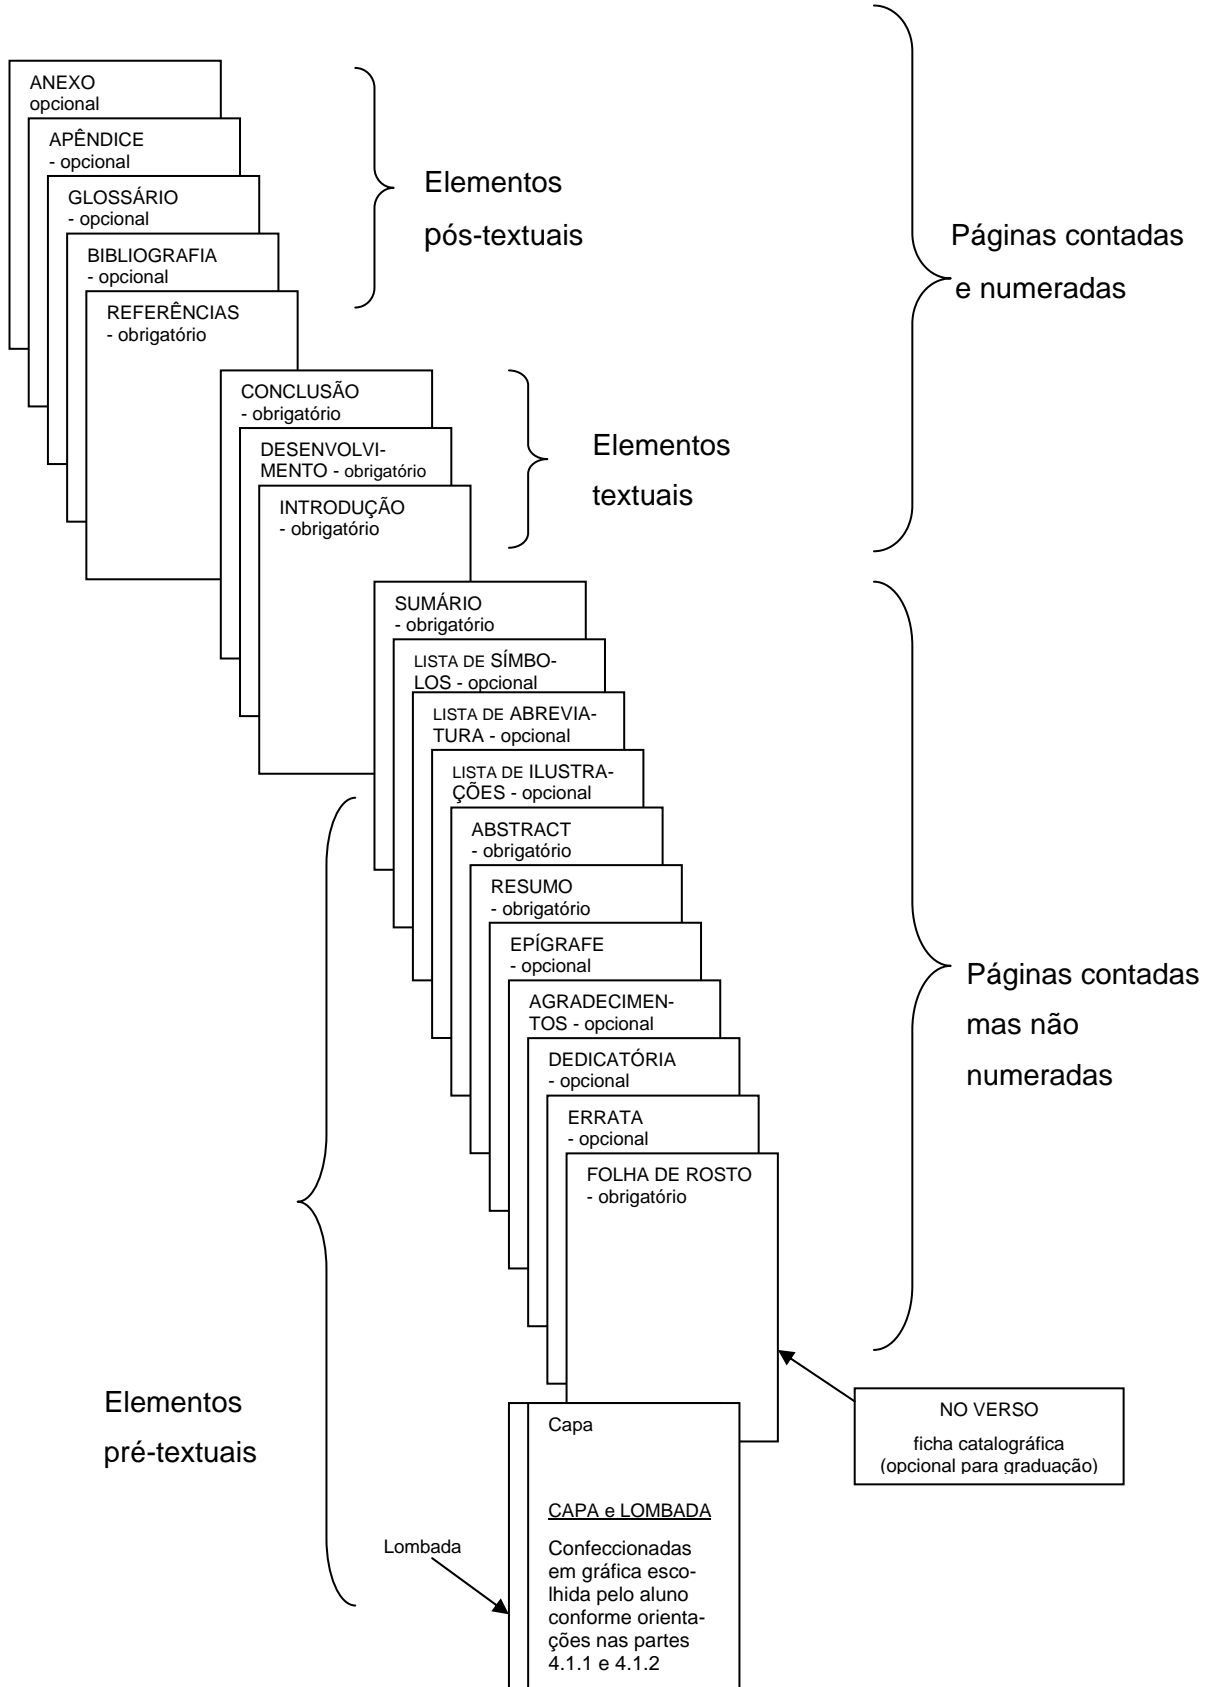 ANEXO
opcional
APÊNDICE
- opcional
GLOSSÁRIO
- opcional
BIBLIOGRAFIA
- opcional
REFERÊNCIAS
- obrigatório
Elementos
pós-textuais
Páginas contadas
e numeradas
CONCLUSÃO
- obrigatório
DESENVOLVI-
MENTO - obrigatório
INTRODUÇÃO
- obrigatório
Elementos
textuais
SUMÁRIO
- obrigatório
LISTA DE SÍMBO-
LOS - opcional
LISTA DE ABREVIA-
TURA - opcional
LISTA DE ILUSTRA-
ÇÕES - opcional
ABSTRACT
- obrigatório
RESUMO
- obrigatório
EPÍGRAFE
- opcional
AGRADECIMEN-
TOS - opcional
DEDICATÓRIA
- opcional
ERRATA
- opcional
FOLHA DE ROSTO
- obrigatório
Páginas contadas
mas não
numeradas
Elementos
pré-textuais
NO VERSO
ficha catalográfica
(opcional para graduação)
Capa
CAPA e LOMBADA
Confeccionadas
em gráfica esco-
lhida pelo aluno
conforme orienta-
ções nas partes
4.1.1 e 4.1.2
Lombada